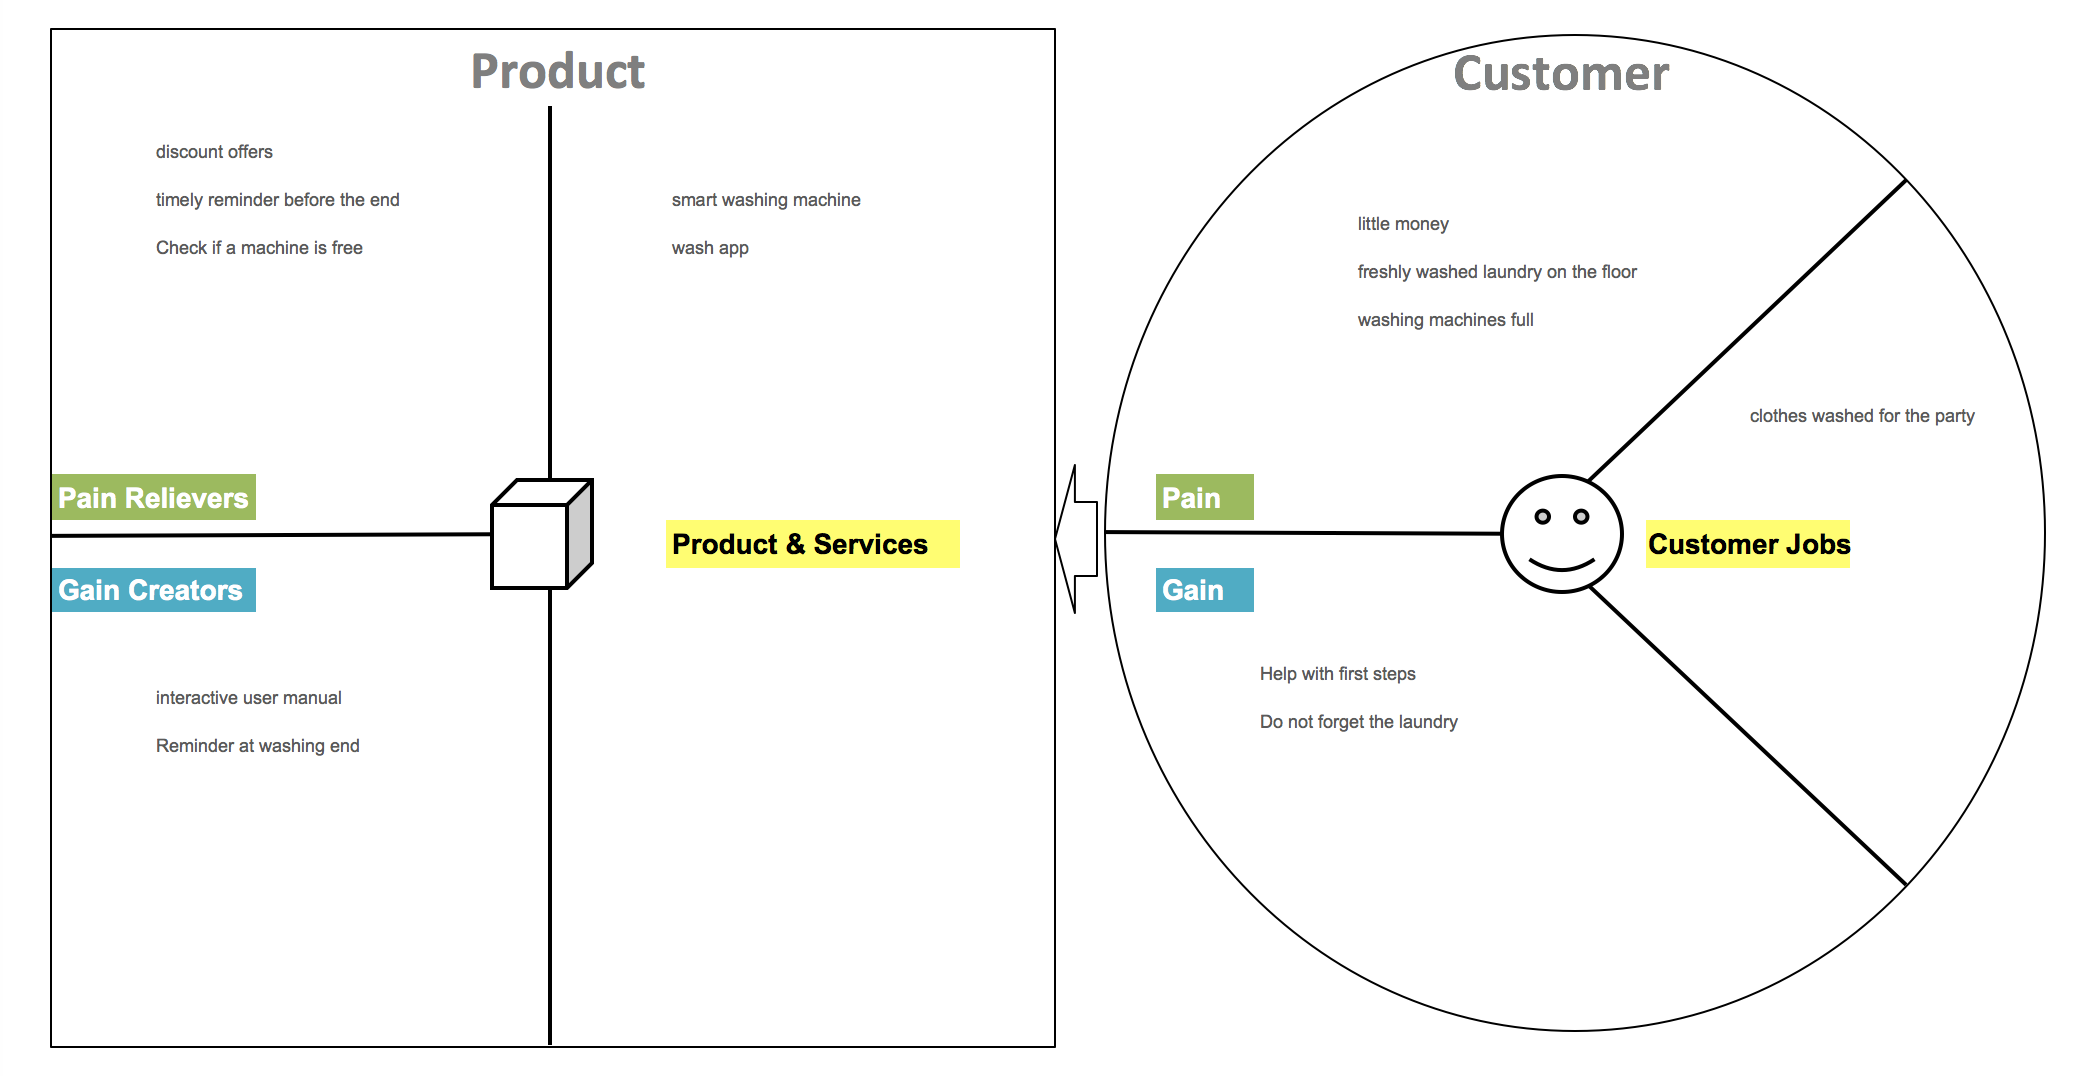 Product
discount offers
timely reminder before the end
Check if a machine is free
smart washing machine
wash app
Pain Relievers
Gain Creators
Product & Services
interactive user manual
Reminder at washing end
Customer
little money
freshly washed laundry on the floor
washing machines full
clothes washed for the party
Pain
Gain
Customer Jobs
Help with first steps
Do not forget the laundry